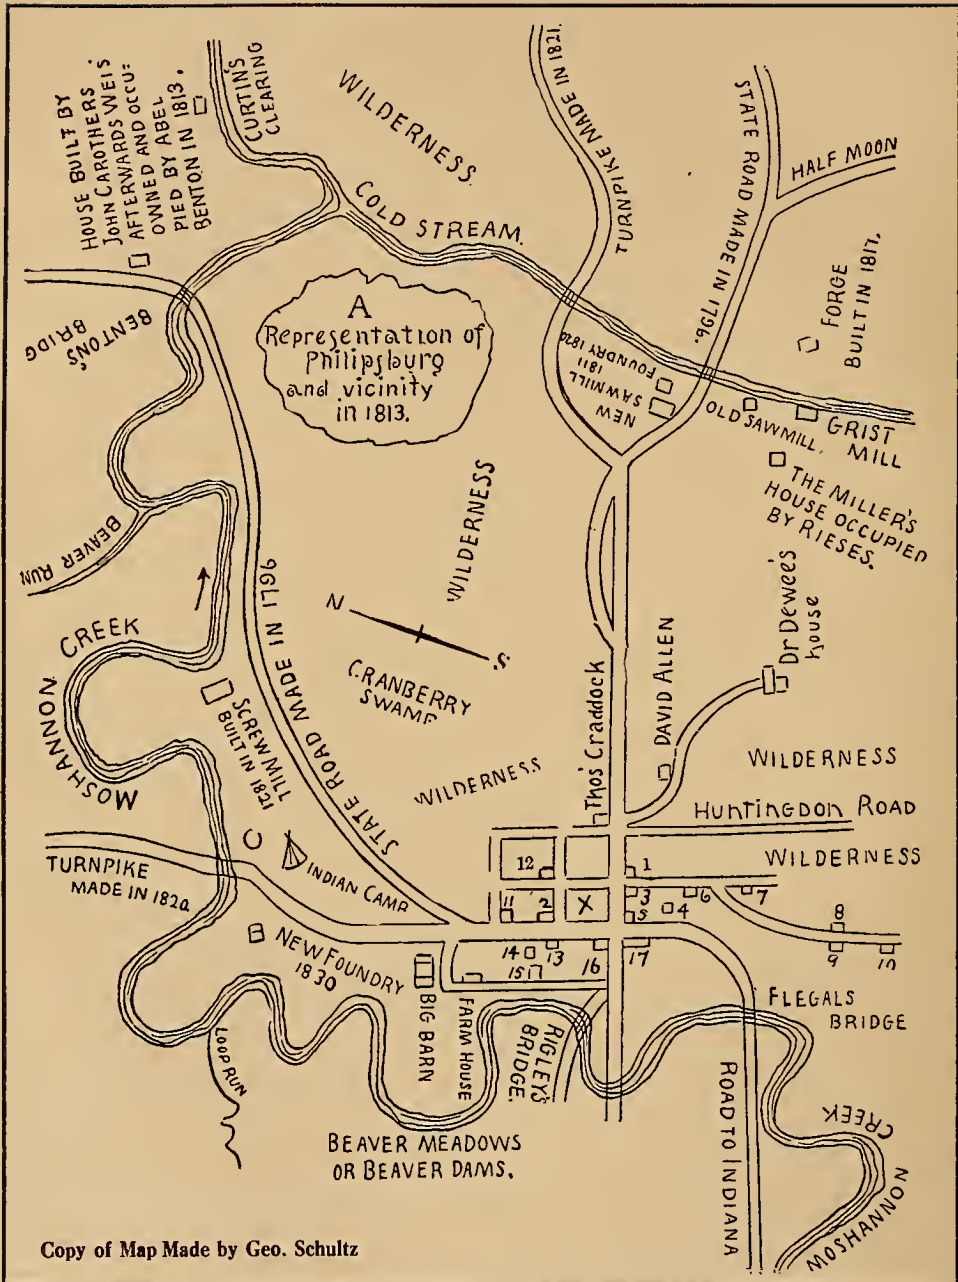 HOUSE BUILT BY
JOHN CAROTHERS
AFTERWARDS WEIS
OWNED AND OCCU:
PIED BY ABEL
BENTON IN 1813.
CURTIN'S
CLEARING
WILDERNESS
COLD STREAM.
TURNPIKE MADE IN 1821.
STATE ROAD MADE IN 1796.
HALF MOON
FORGE
BUILT IN 1817.
BENTONS'
BRIDG
A
Representation of
Philipsburg
and vicinity
in 1813.
FOUNDRY 1820
NEW
SAWMILL
1811
OLD SAWMILL.
GRIST
MILL
THE MILLER'S
HOUSE OCCUPIED
BY RIESES.
BEAVER RUN
WILDERNESS
N
S
MOSHANNON CREEK
STATE ROAD MADE IN 1796
CRANBERRY
SWAMP
SCREW MILL
BUILT IN 1821
WILDERNESS
Thos' Craddock
DAVID ALLEN
Dr Dewee's
house
WILDERNESS
HUNTINGDON ROAD
WILDERNESS
TURNPIKE
MADE IN 1820
INDIAN CAMP
12
1
11
2
X
3
4
5
6
7
8
9
10
14
13
15
16
17
NEW FOUNDRY
1830
BIG BARN
FARM HOUSE
RIGLEY'S
BRIDGE.
FLEGALS
BRIDGE
LOOP RUN
ROAD TO INDIANA
MOSHANNON CREEK
BEAVER MEADOWS
OR BEAVER DAMS.
Copy of Map Made by Geo. Schultz